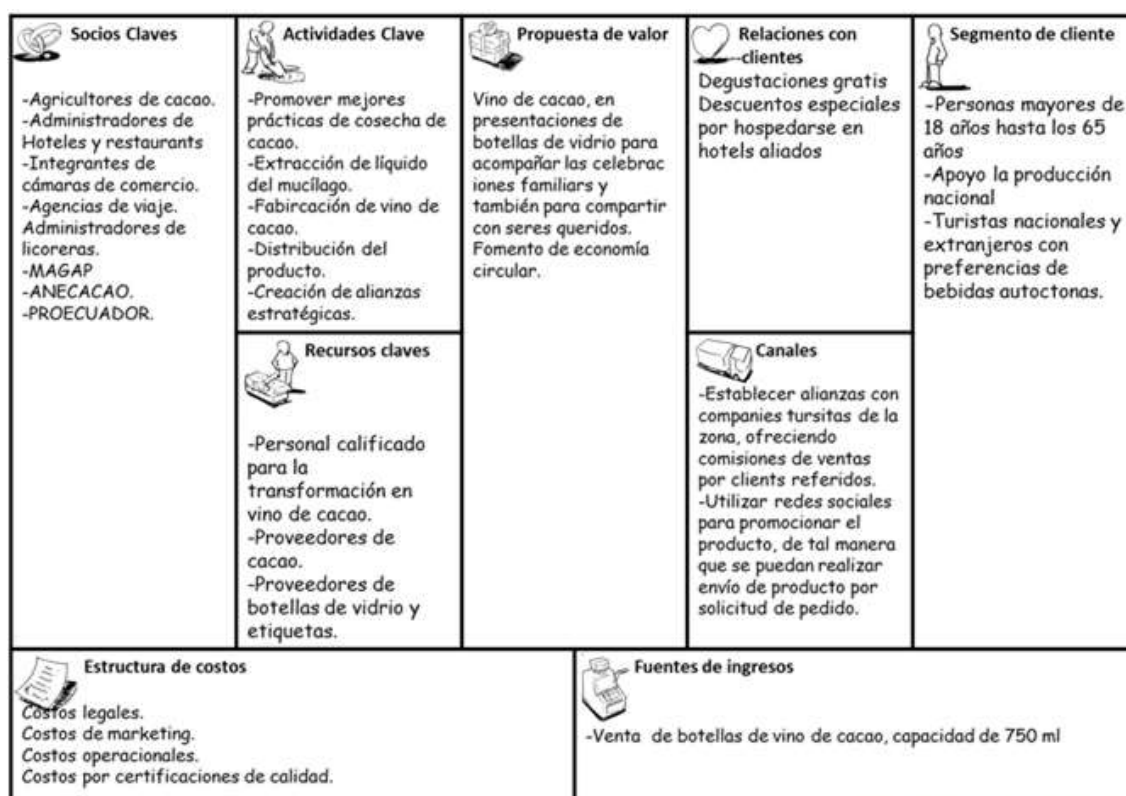 Socios Claves
-Agricultores de cacao.
-Administradores de
Hoteles y restaurants
-Integrantes de
cámaras de comercio.
-Agencias de viaje.
Administradores de
licoreras.
-MAGAP
-ANECACAO.
-PROECUADOR.
Actividades Clave
-Promover mejores
prácticas de cosecha de
cacao.
-Extracción de líquido
del mucílago.
-Fabircación de vino de
cacao.
-Distribución del
producto.
-Creación de alianzas
estratégicas.
Recursos claves
-Personal calificado
para la
transformación en
vino de cacao.
-Proveedores de
cacao.
-Proveedores de
botellas de vidrio y
etiquetas.
Propuesta de valor
Vino de cacao, en
presentaciones de
botellas de vidrio para
acompañar las celebrac
iones familiars y
también para compartir
con seres queridos.
Fomento de economía
circular.
Relaciones con
clientes
Degustaciones gratis
Descuentos especiales
por hospedarse en
hotels aliados
Canales
-Establecer alianzas con
companies tursitas de la
zona, ofreciendo
comisiones de ventas
por clients referidos.
-Utilizar redes sociales
para promocionar el
producto, de tal manera
que se puedan realizar
envío de producto por
solicitud de pedido.
Segmento de cliente
-Personas mayores de
18 años hasta los 65
años
-Apoyo la producción
nacional
-Turistas nacionales y
extranjeros con
preferencias de
bebidas autoctonas.
Estructura de costos
Costos legales.
Costos de marketing.
Costos operacionales.
Costos por certificaciones de calidad.
Fuentes de ingresos
-Venta de botellas de vino de cacao, capacidad de 750 ml